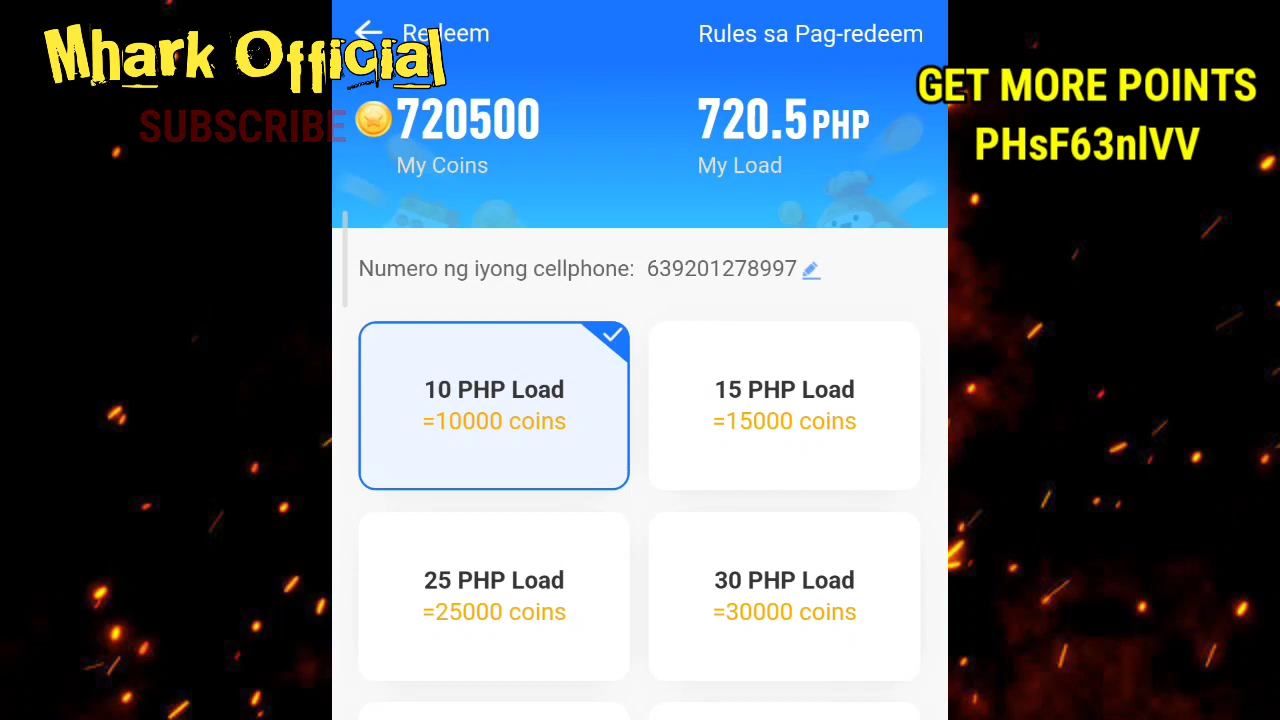 Mhark Official
SUBSCRIBE
GET MORE POINTS
PHsF63nlVV
Redeem
Rules sa Pag-redeem
720500
My Coins
720.5 PHP
My Load
Numero ng iyong cellphone: 639201278997
10 PHP Load
=10000 coins
15 PHP Load
=15000 coins
25 PHP Load
=25000 coins
30 PHP Load
=30000 coins